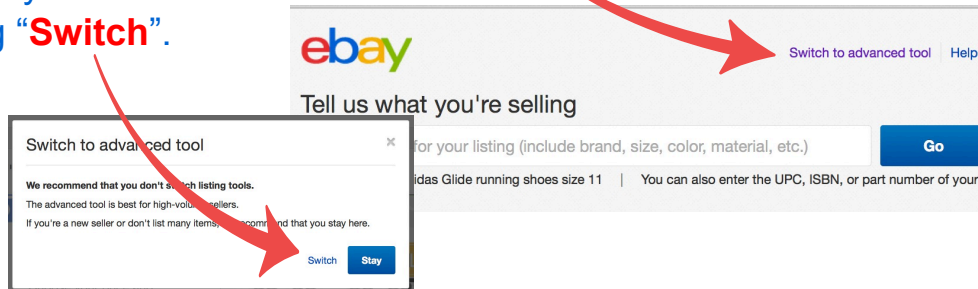 g “Switch”.
ebay
Switch to advanced tool Help
Tell us what you're selling
for your listing (include brand, size, color, material, etc.) Go
idas Glide running shoes size 11 | You can also enter the UPC, ISBN, or part number of your
Switch to advanced tool ×
We recommend that you don't switch listing tools.
The advanced tool is best for high-volume sellers.
If you're a new seller or don't list many items, recommend that you stay here.
Switch Stay